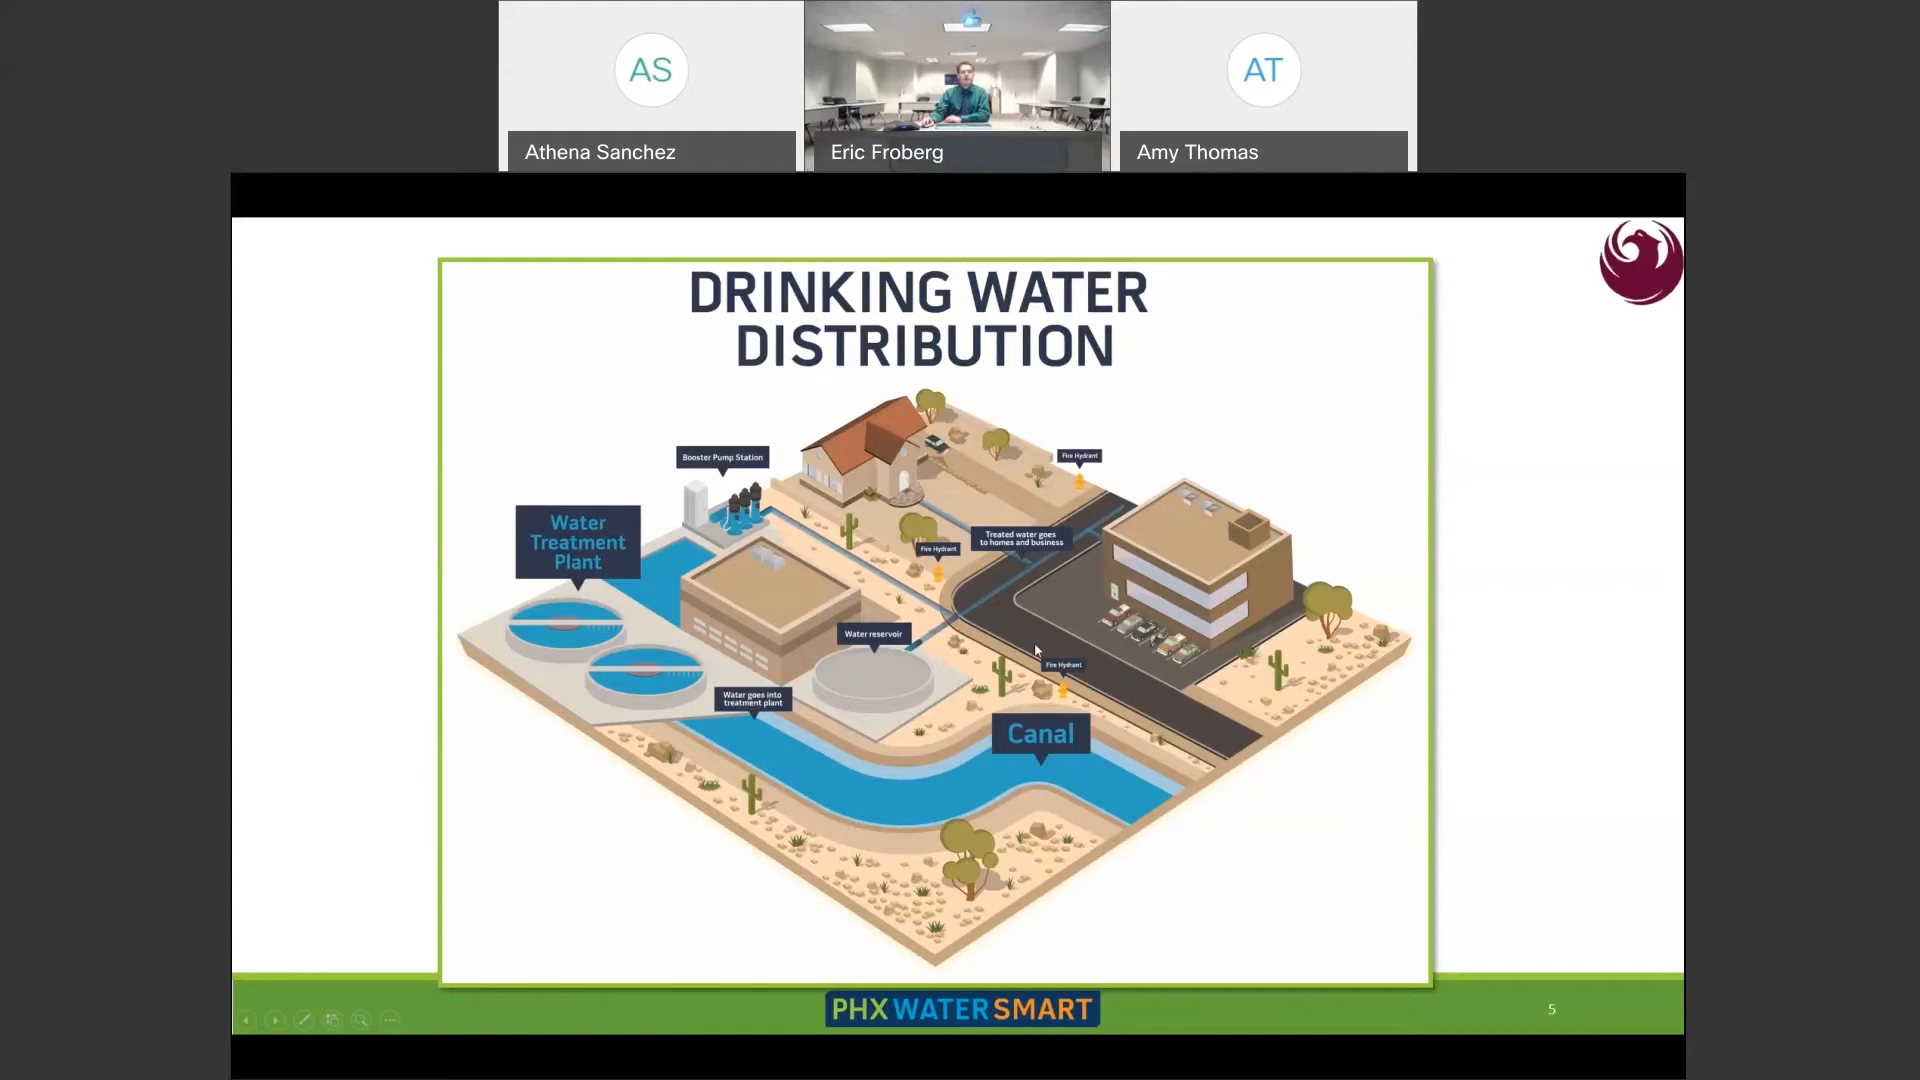 AS
AT
Athena Sanchez
Eric Froberg
Amy Thomas
DRINKING WATER
DISTRIBUTION
Booster Pump Station
Fire Hydrant
Water
Treatment
Plant
Treated water goes
to homes and business
Fire Hydrant
Water reservoir
Fire Hydrant
Water goes into
treatment plant
Canal
PHX WATER SMART
5